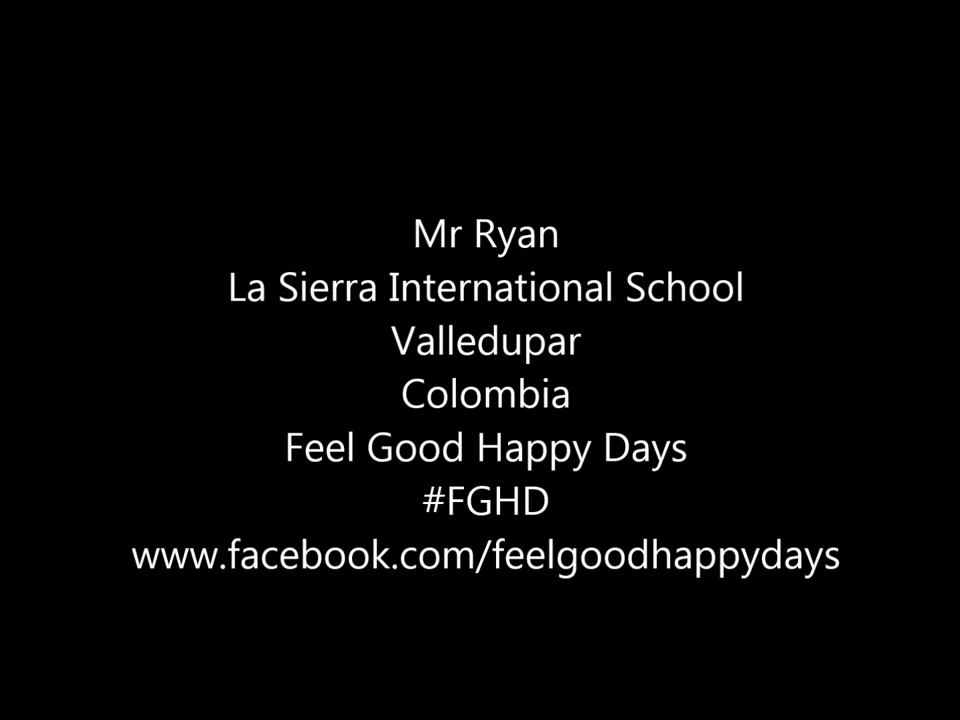 Mr Ryan
La Sierra International School
Valledupar
Colombia
Feel Good Happy Days
#FGHD
www.facebook.com/feelgoodhappydays